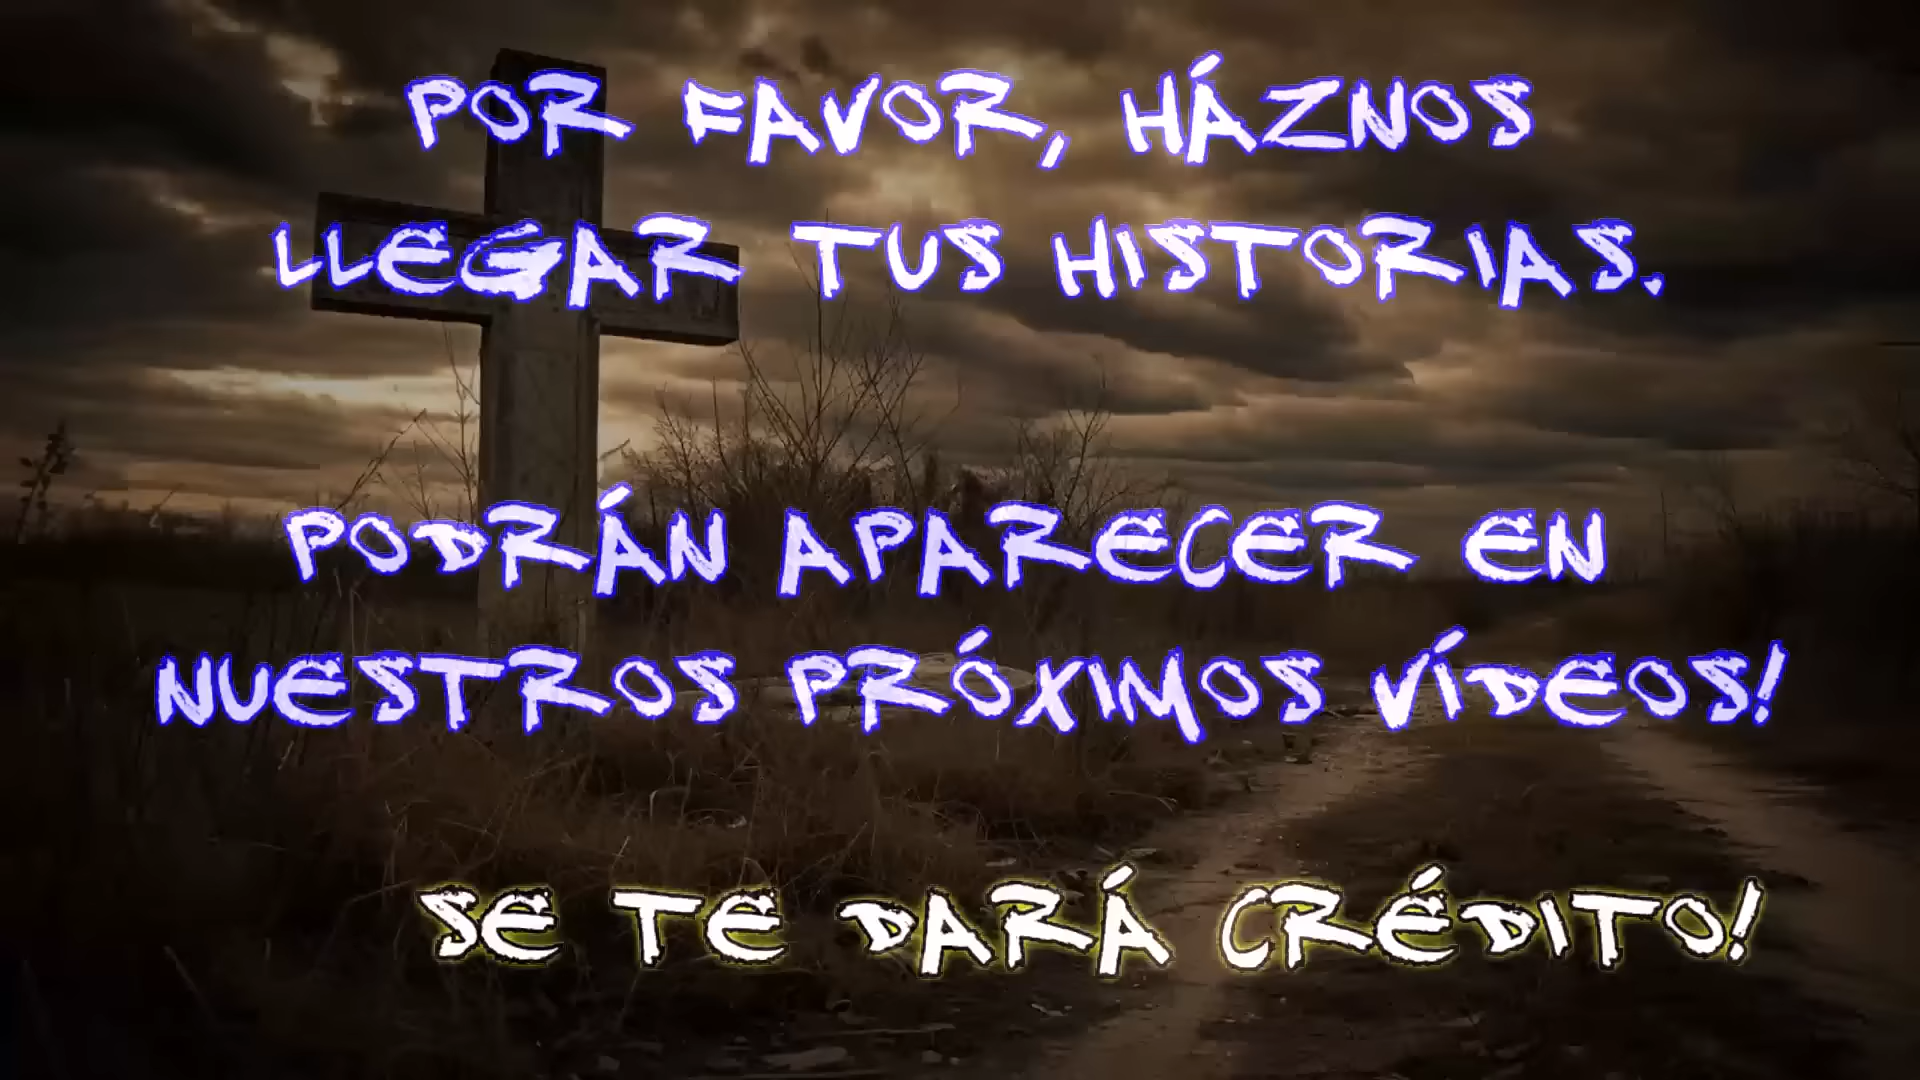 POR FAVOR, HÁZNOS
LLEGAR TUS HISTORIAS.
PODRÁN APARECER EN
NUESTROS PRÓXIMOS VÍDEOS!
SE TE DARÁ CRÉDITO!